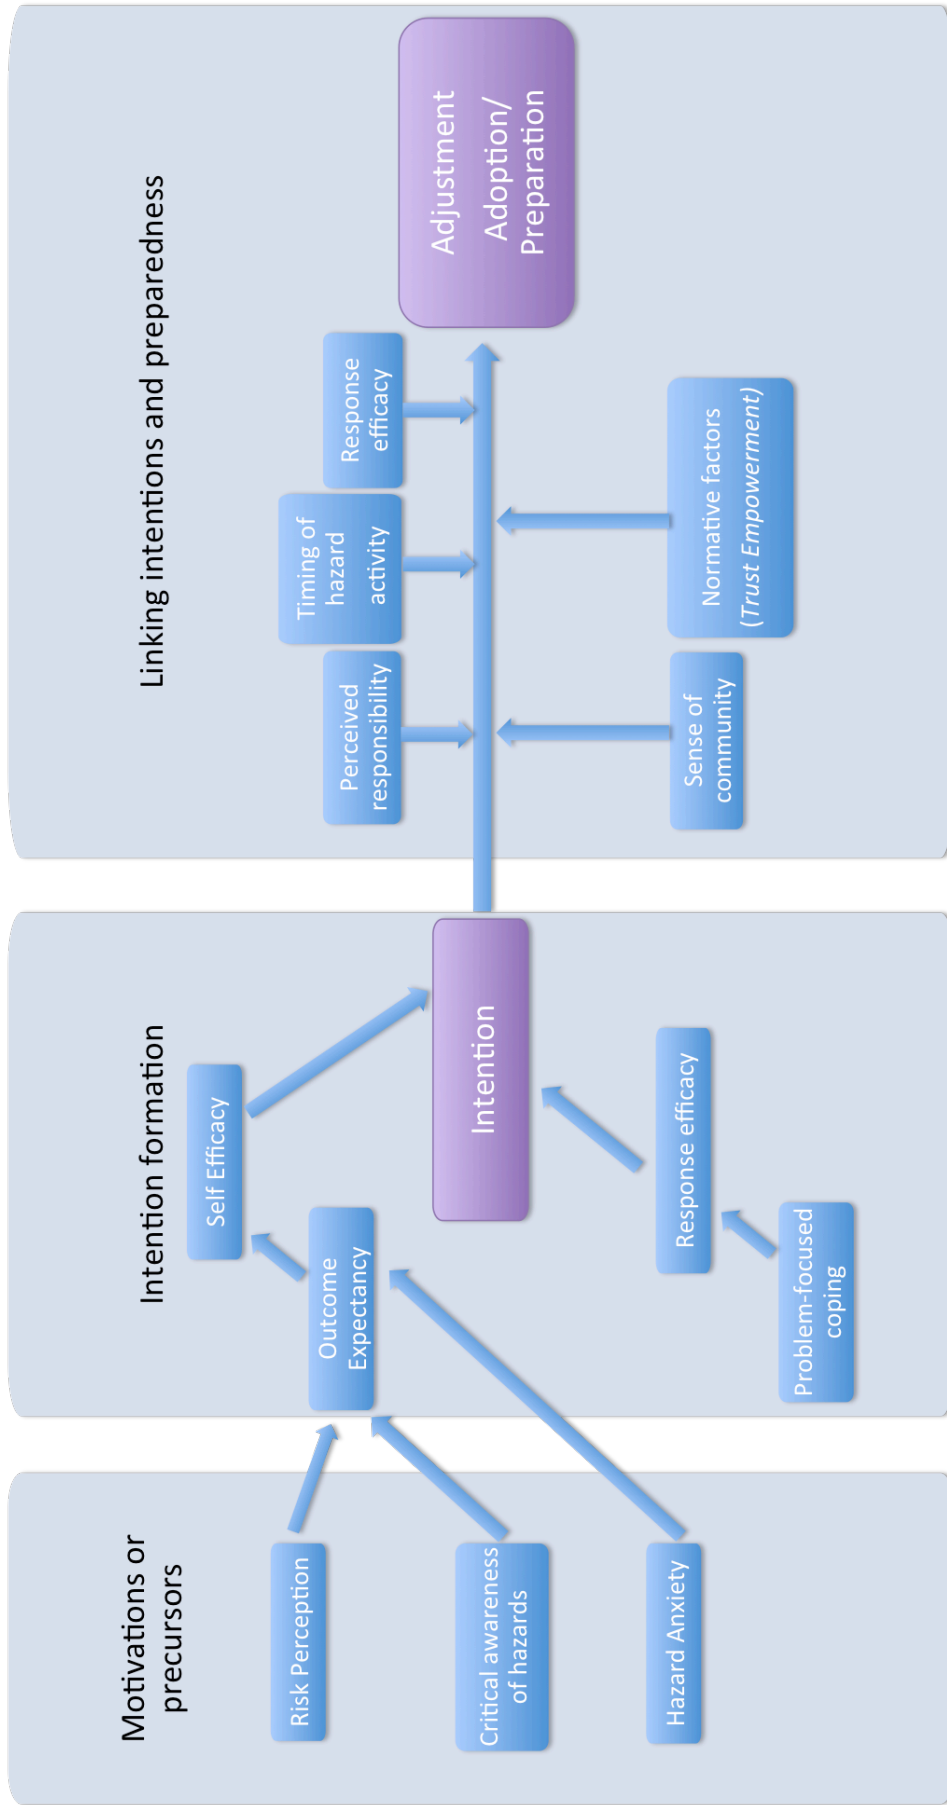 Motivations or
precursors
Risk Perception
Critical awareness
of hazards
Hazard Anxiety
Intention formation
Self Efficacy
Outcome
Expectancy
Intention
Response efficacy
Problem-focused
coping
Linking intentions and preparedness
Perceived
responsibility
Timing of
hazard
activity
Response
efficacy
Sense of
community
Normative factors
(Trust Empowerment)
Adjustment
Adoption/
Preparation